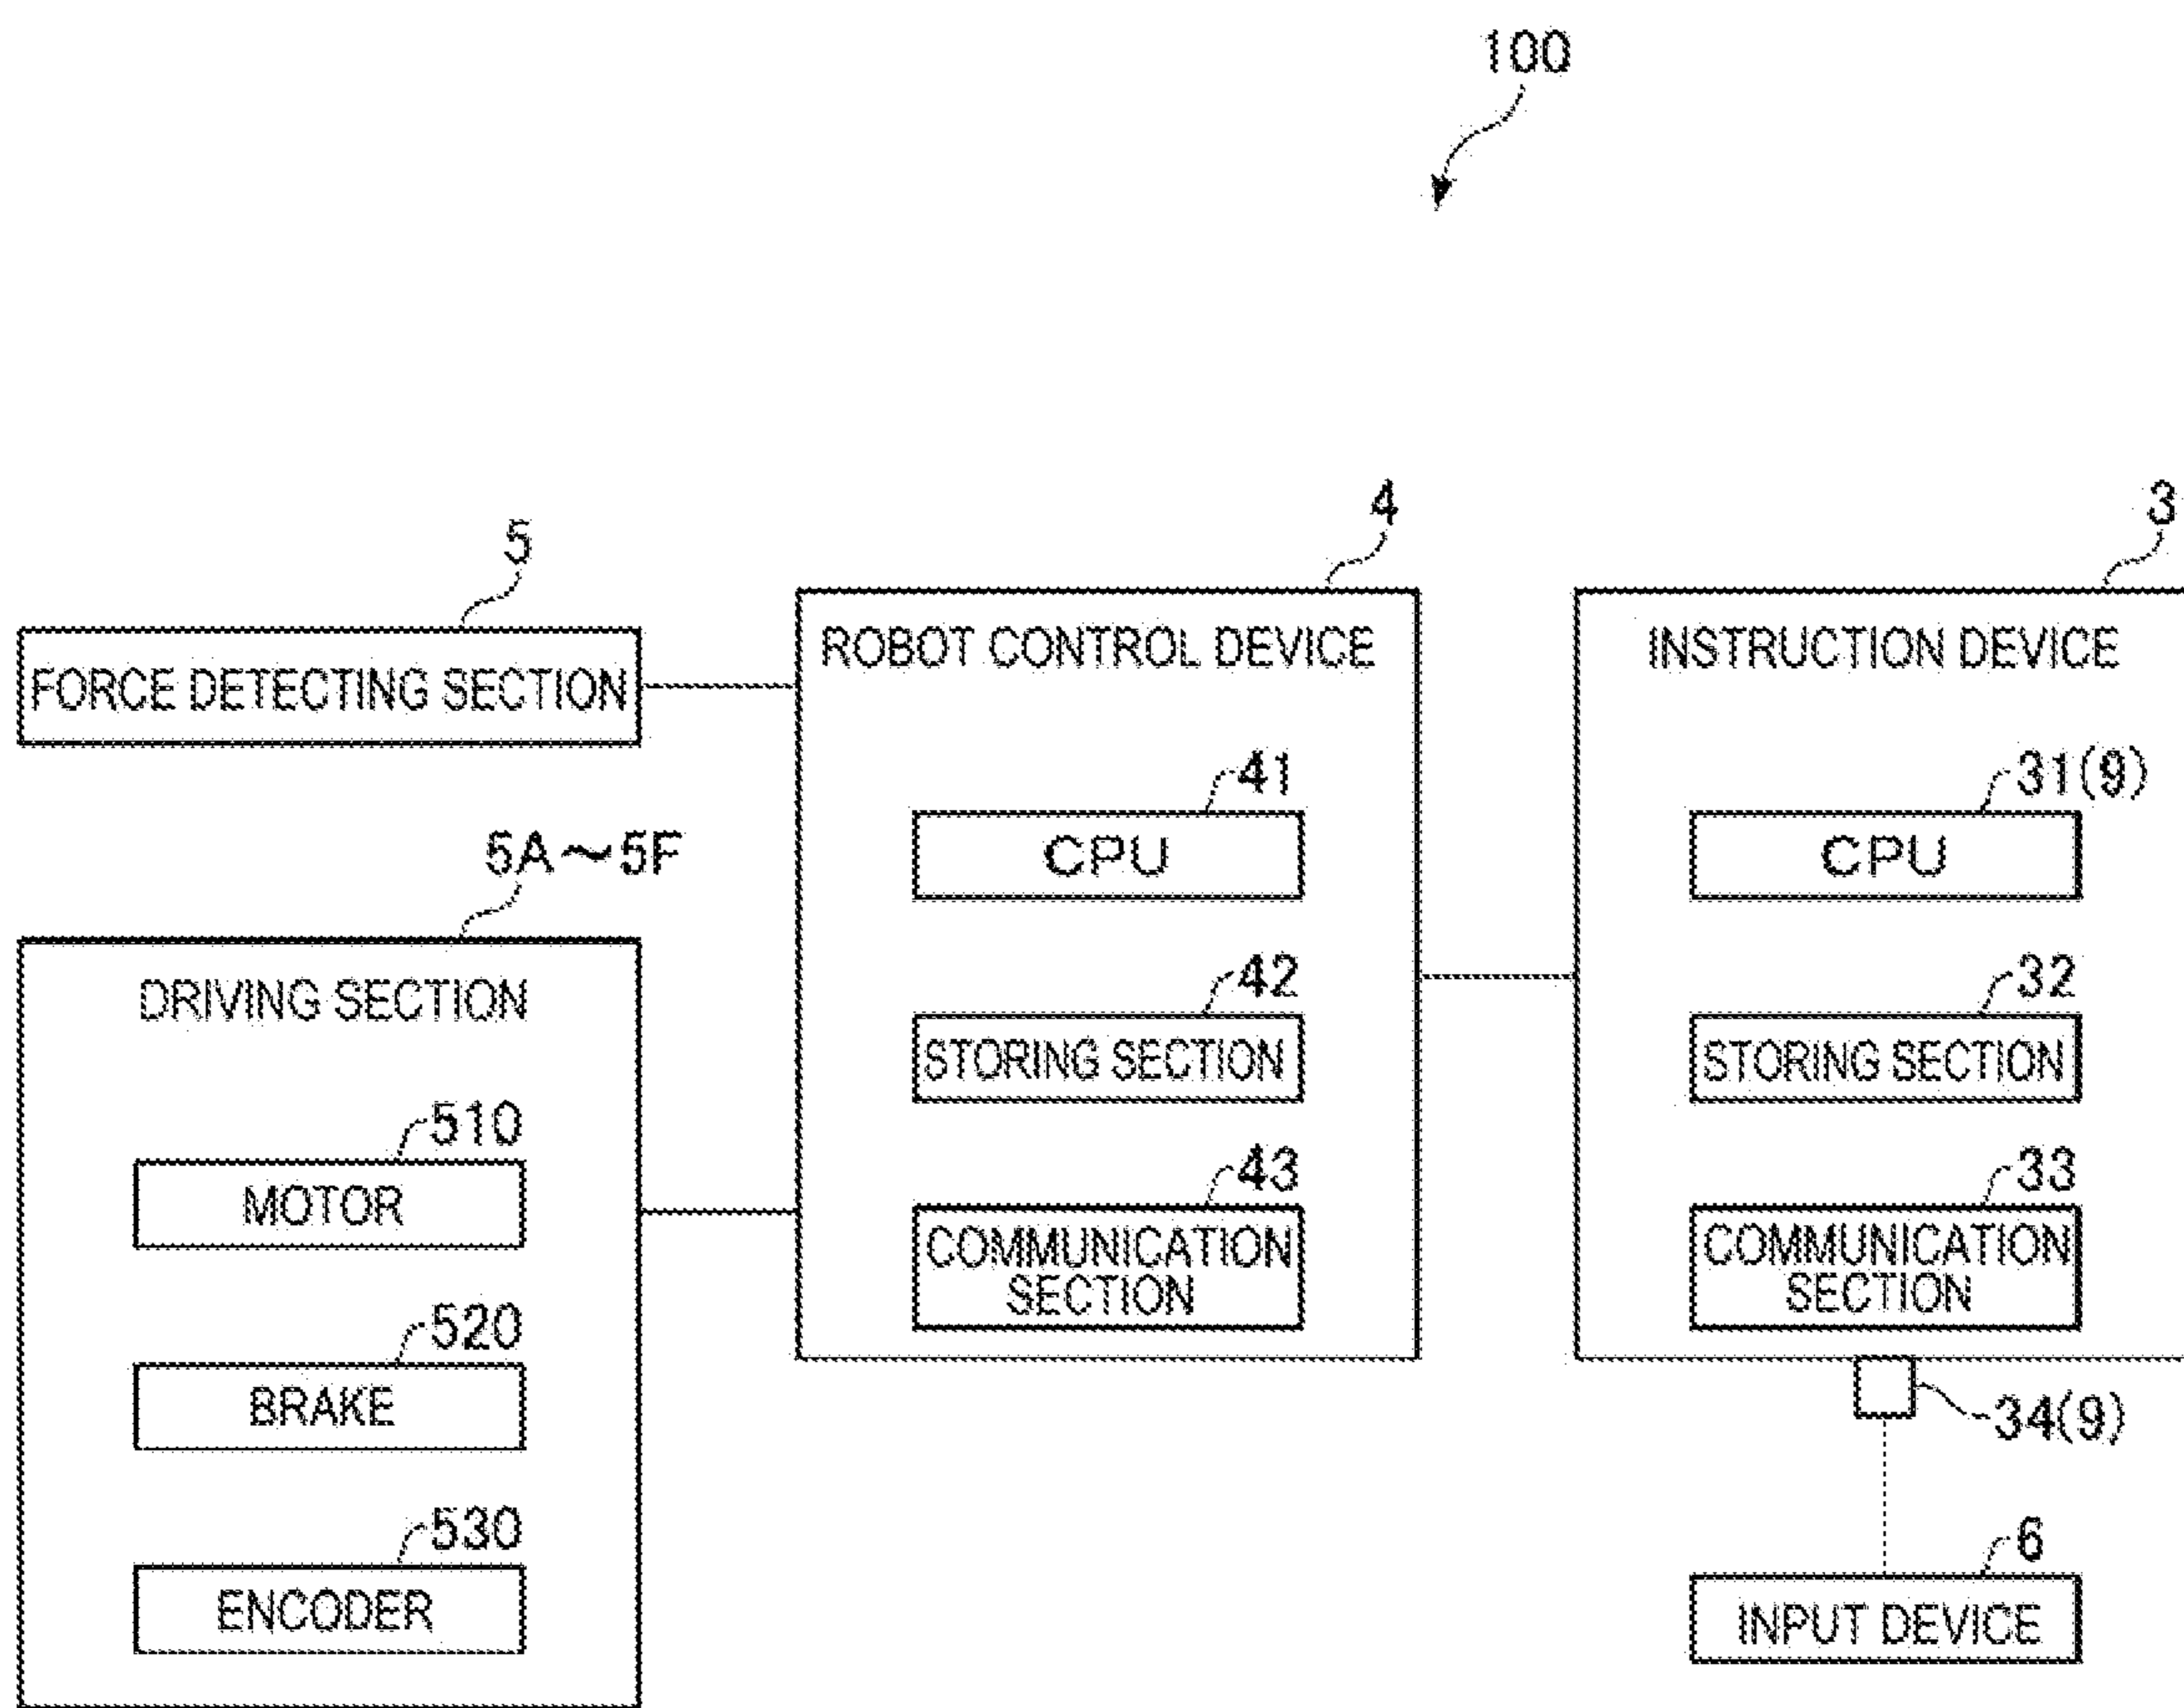 100
5
FORCE DETECTING SECTION
5A～5F
DRIVING SECTION
510
MOTOR
520
BRAKE
530
ENCODER
4
ROBOT CONTROL DEVICE
41
CPU
42
STORING SECTION
43
COMMUNICATION
SECTION
3
INSTRUCTION DEVICE
31(9)
CPU
32
STORING SECTION
33
COMMUNICATION
SECTION
34(9)
6
INPUT DEVICE